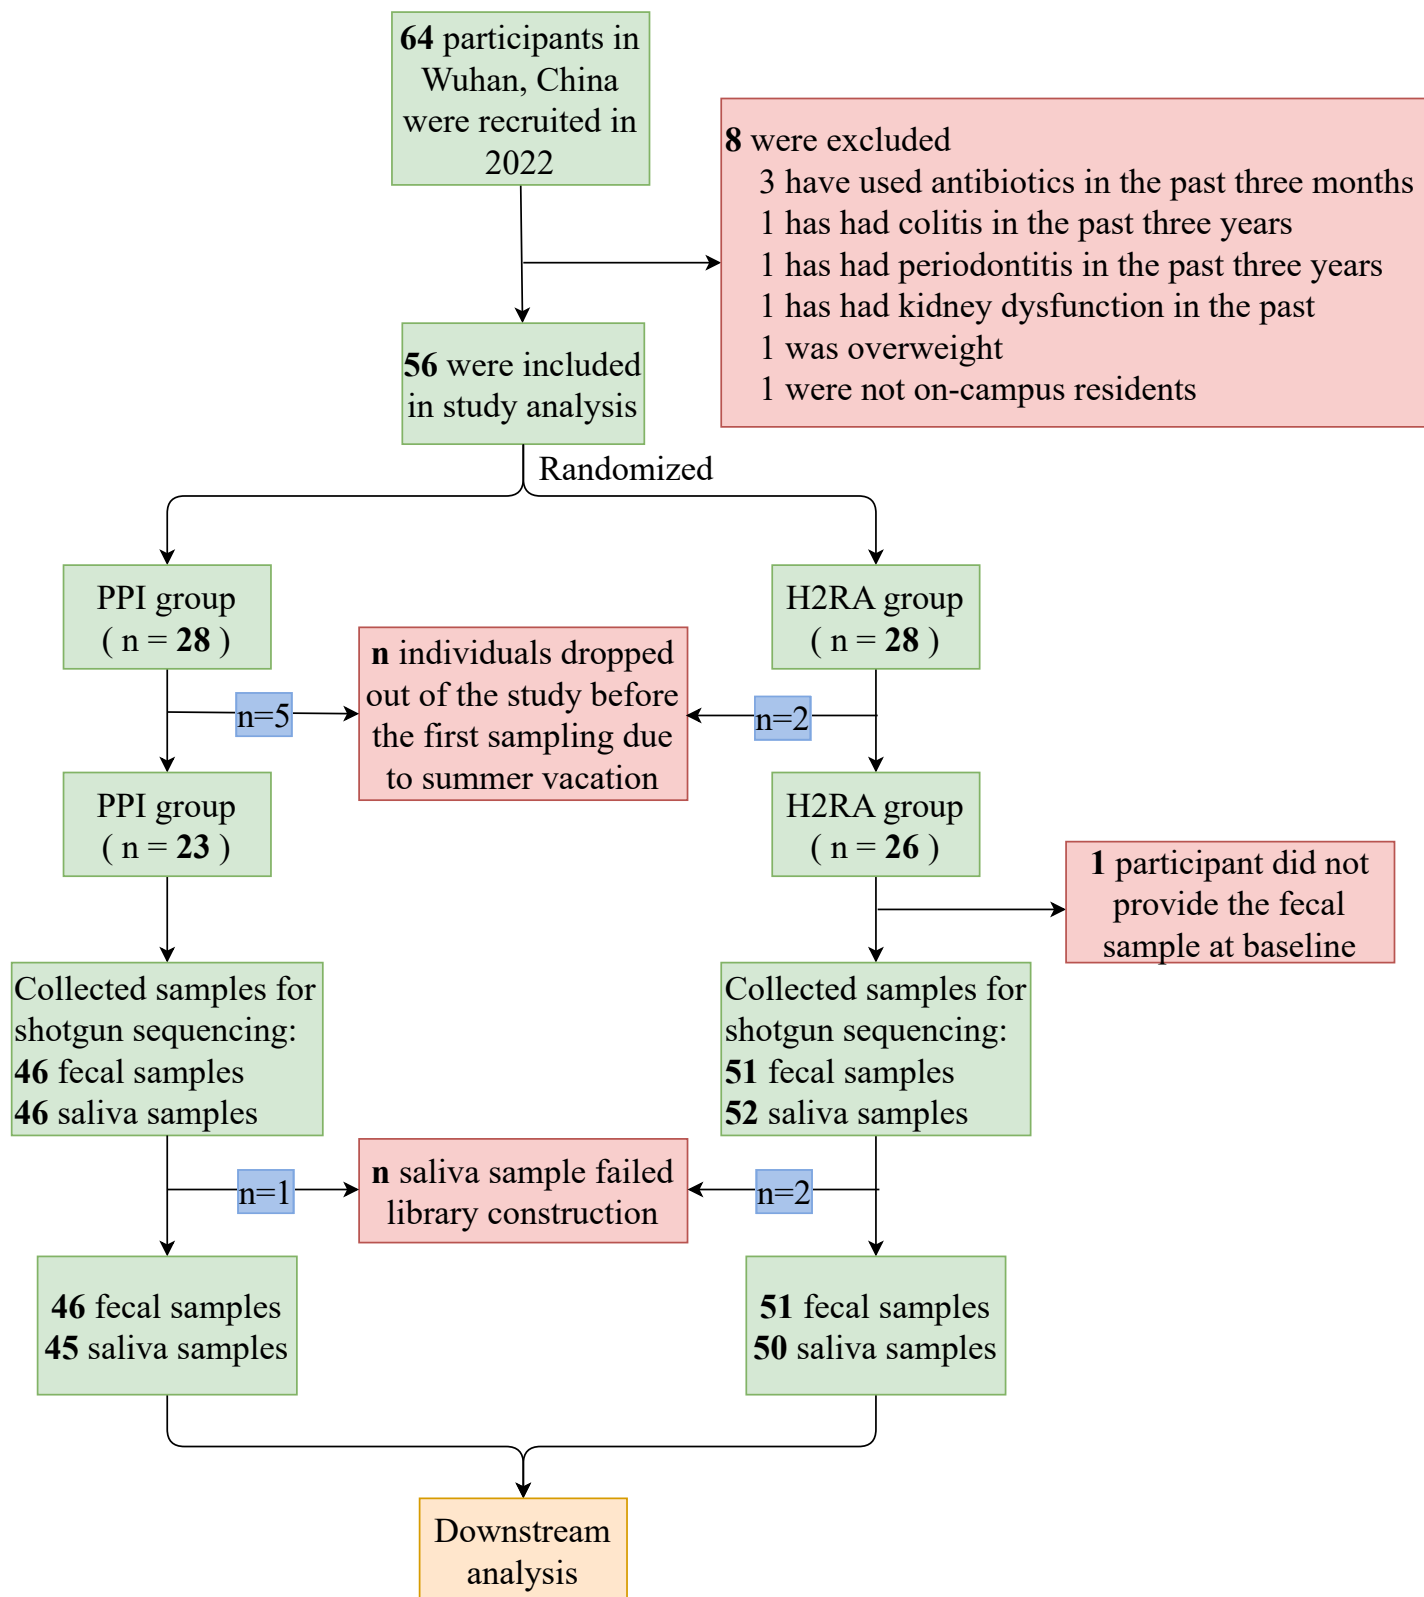 64 participants in
Wuhan, China
were recruited in
2022
8 were excluded
3 have used antibiotics in the past three months
1 has had colitis in the past three years
1 has had periodontitis in the past three years
1 has had kidney dysfunction in the past
1 was overweight
1 were not on-campus residents
56 were included
in study analysis
Randomized
PPI group
( n = 28 )
H2RA group
( n = 28 )
n individuals dropped
out of the study before
the first sampling due
to summer vacation
n=5
n=2
PPI group
( n = 23 )
H2RA group
( n = 26 )
1 participant did not
provide the fecal
sample at baseline
Collected samples for
shotgun sequencing:
46 fecal samples
46 saliva samples
Collected samples for
shotgun sequencing:
51 fecal samples
52 saliva samples
n=1
n saliva sample failed
library construction
n=2
46 fecal samples
45 saliva samples
51 fecal samples
50 saliva samples
Downstream
analysis